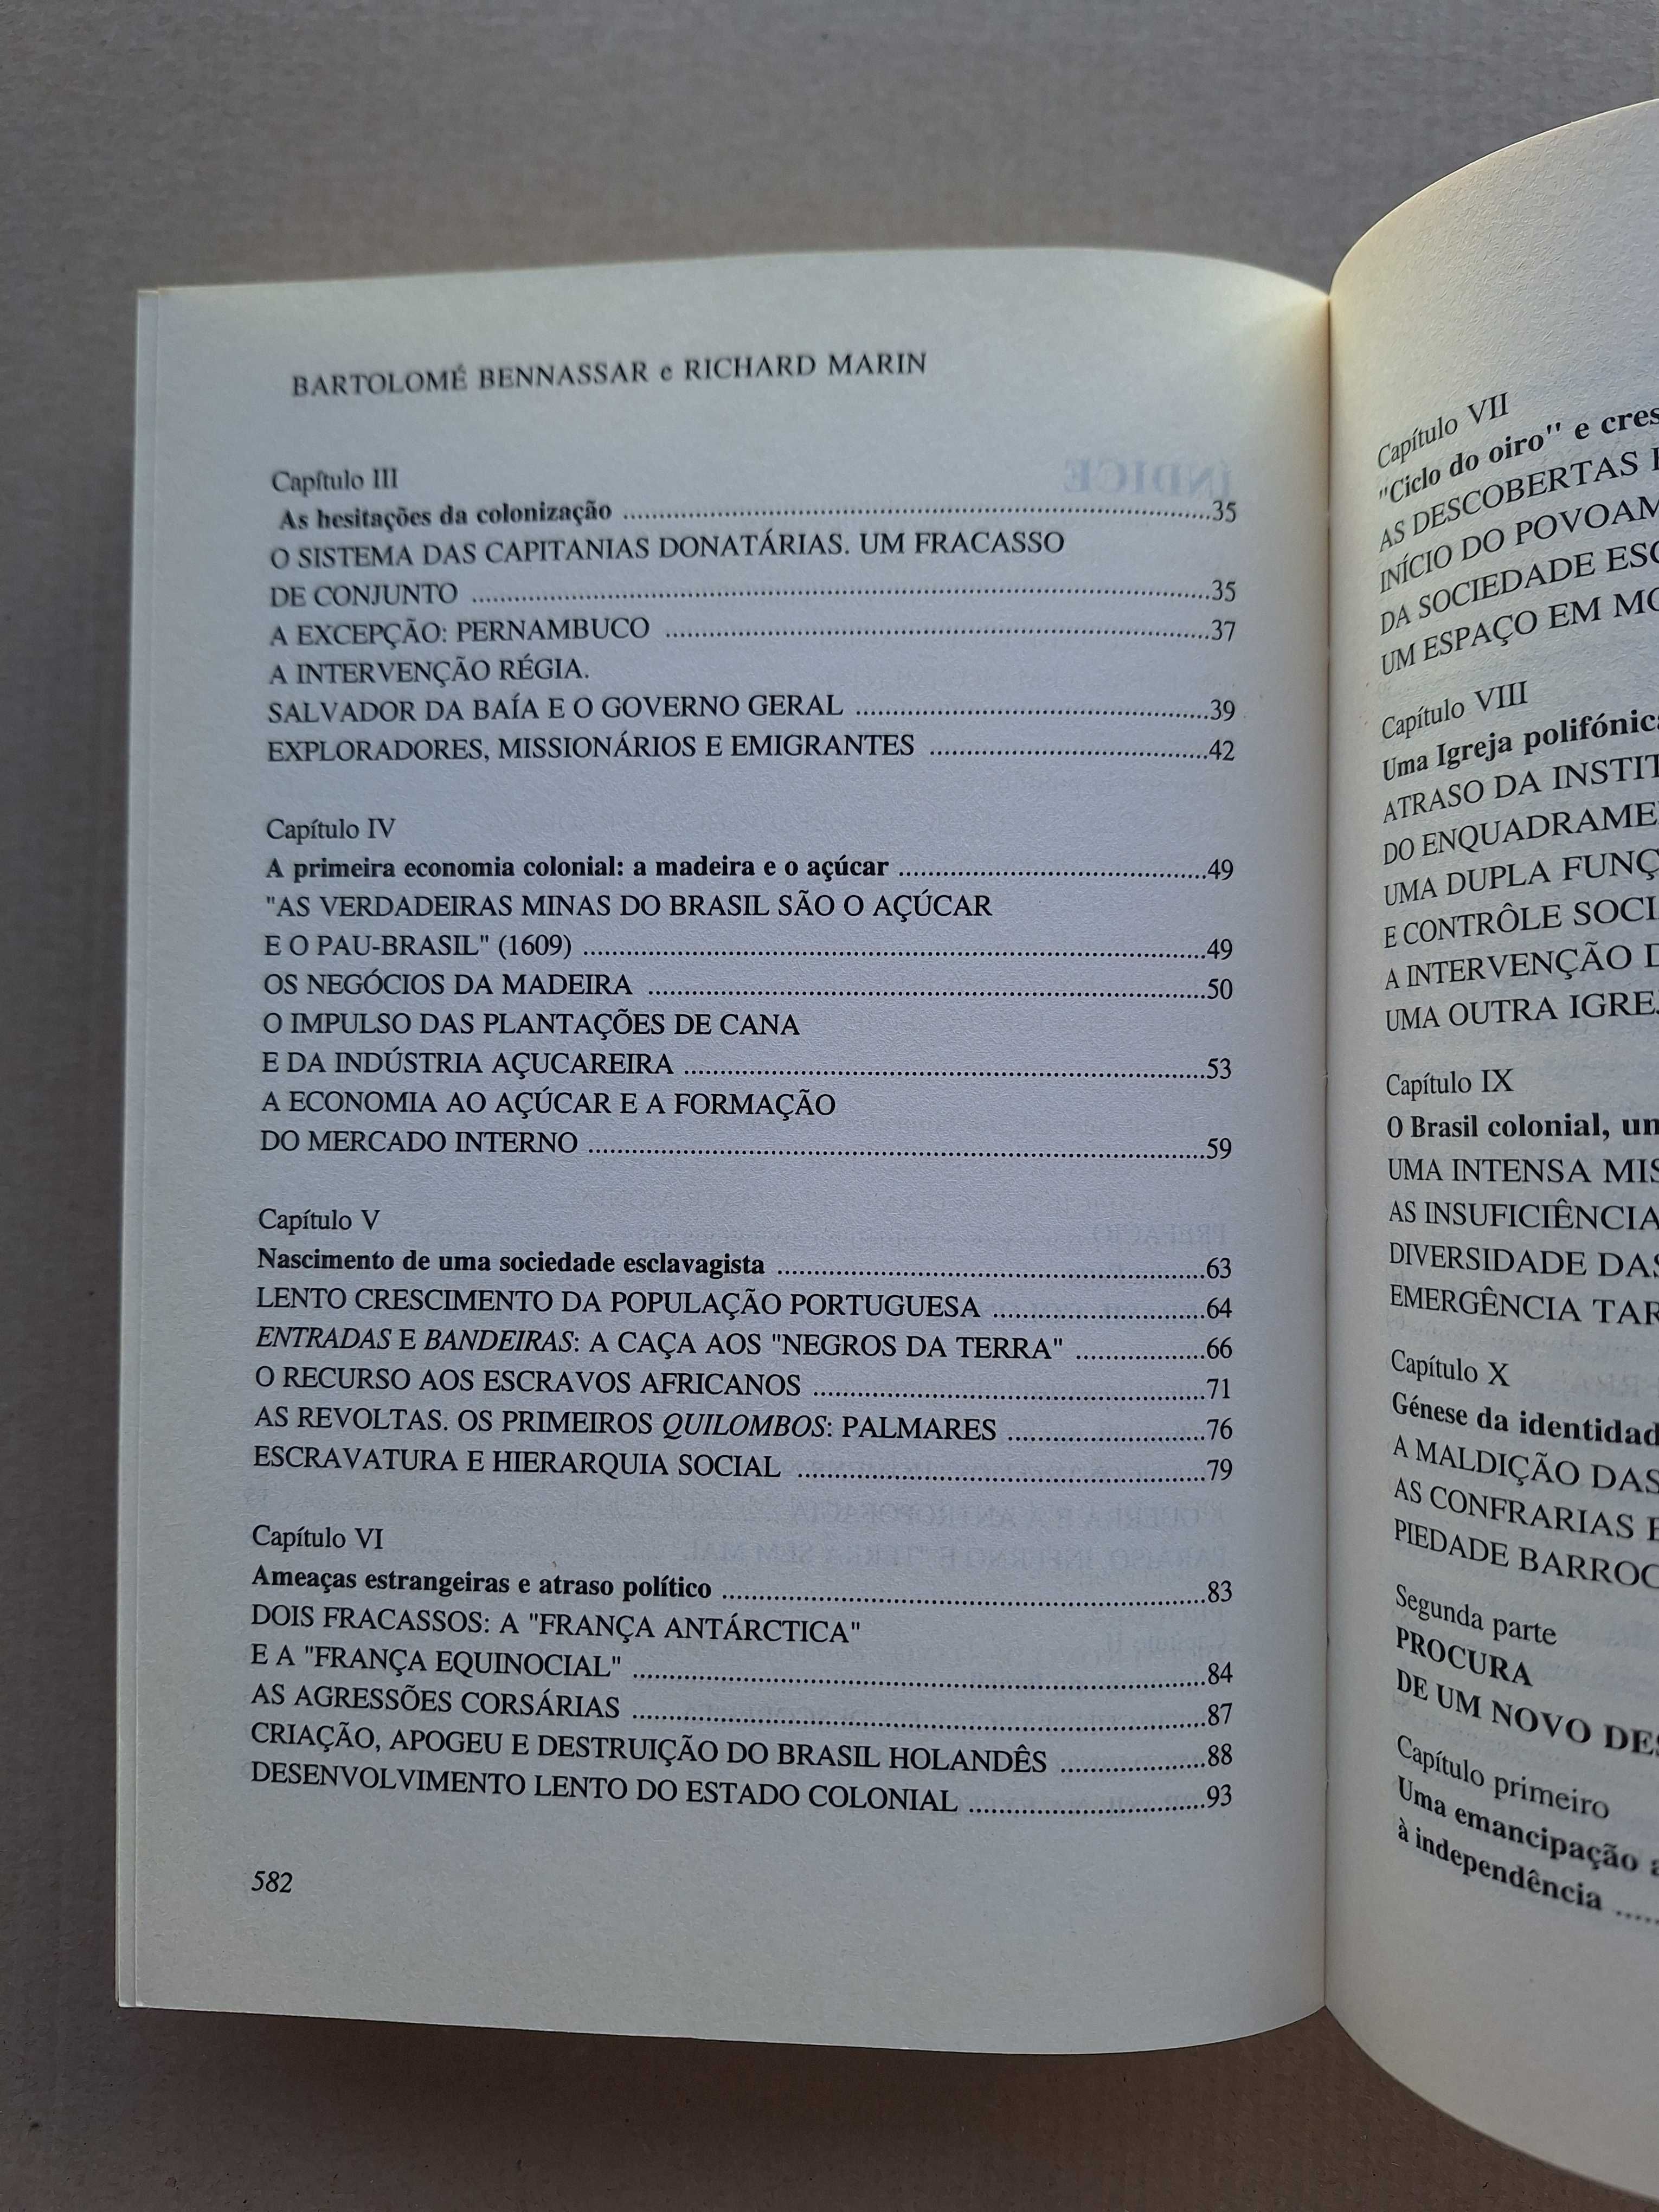 BARTOLOMÉ BENNASSAR e RICHARD MARIN
Capítulo III
As hesitações da colonização ..........35
O SISTEMA DAS CAPITANIAS DONATÁRIAS. UM FRACASSO
DE CONJUNTO ..........35
A EXCEPÇÃO: PERNAMBUCO ..........37
A INTERVENÇÃO RÉGIA.
SALVADOR DA BAÍA E O GOVERNO GERAL ..........39
EXPLORADORES, MISSIONÁRIOS E EMIGRANTES ..........42
Capítulo IV
A primeira economia colonial: a madeira e o açúcar ..........49
"AS VERDADEIRAS MINAS DO BRASIL SÃO O AÇÚCAR
E O PAU-BRASIL" (1609) ..........49
OS NEGÓCIOS DA MADEIRA ..........50
O IMPULSO DAS PLANTAÇÕES DE CANA
E DA INDÚSTRIA AÇUCAREIRA ..........53
A ECONOMIA AO AÇÚCAR E A FORMAÇÃO
DO MERCADO INTERNO ..........59
Capítulo V
Nascimento de uma sociedade esclavagista ..........63
LENTO CRESCIMENTO DA POPULAÇÃO PORTUGUESA ..........64
ENTRADAS E BANDEIRAS: A CAÇA AOS "NEGROS DA TERRA" ..........66
O RECURSO AOS ESCRAVOS AFRICANOS ..........71
AS REVOLTAS. OS PRIMEIROS QUILOMBOS: PALMARES ..........76
ESCRAVATURA E HIERARQUIA SOCIAL ..........79
Capítulo VI
Ameaças estrangeiras e atraso político ..........83
DOIS FRACASSOS: A "FRANÇA ANTÁRCTICA"
E A "FRANÇA EQUINOCIAL" ..........84
AS AGRESSÕES CORSÁRIAS ..........87
CRIAÇÃO, APOGEU E DESTRUIÇÃO DO BRASIL HOLANDÊS ..........88
DESENVOLVIMENTO LENTO DO ESTADO COLONIAL ..........93
582
Capítulo VII
"Ciclo do oiro" e cres
AS DESCOBERTAS
INÍCIO DO POVOAM
DA SOCIEDADE ESC
UM ESPAÇO EM MO
Capítulo VIII
Uma Igreja polifónica
ATRASO DA INSTIT
DO ENQUADRAME
UMA DUPLA FUNÇ
E CONTRÔLE SOCI
A INTERVENÇÃO D
UMA OUTRA IGREJ
Capítulo IX
O Brasil colonial, um
UMA INTENSA MIS
AS INSUFICIÊNCIA
DIVERSIDADE DAS
EMERGÊNCIA TAR
Capítulo X
Génese da identidad
A MALDIÇÃO DAS
AS CONFRARIAS E
PIEDADE BARROC
Segunda parte
PROCURA
DE UM NOVO DES
Capítulo primeiro
Uma emancipação a
à independência .....